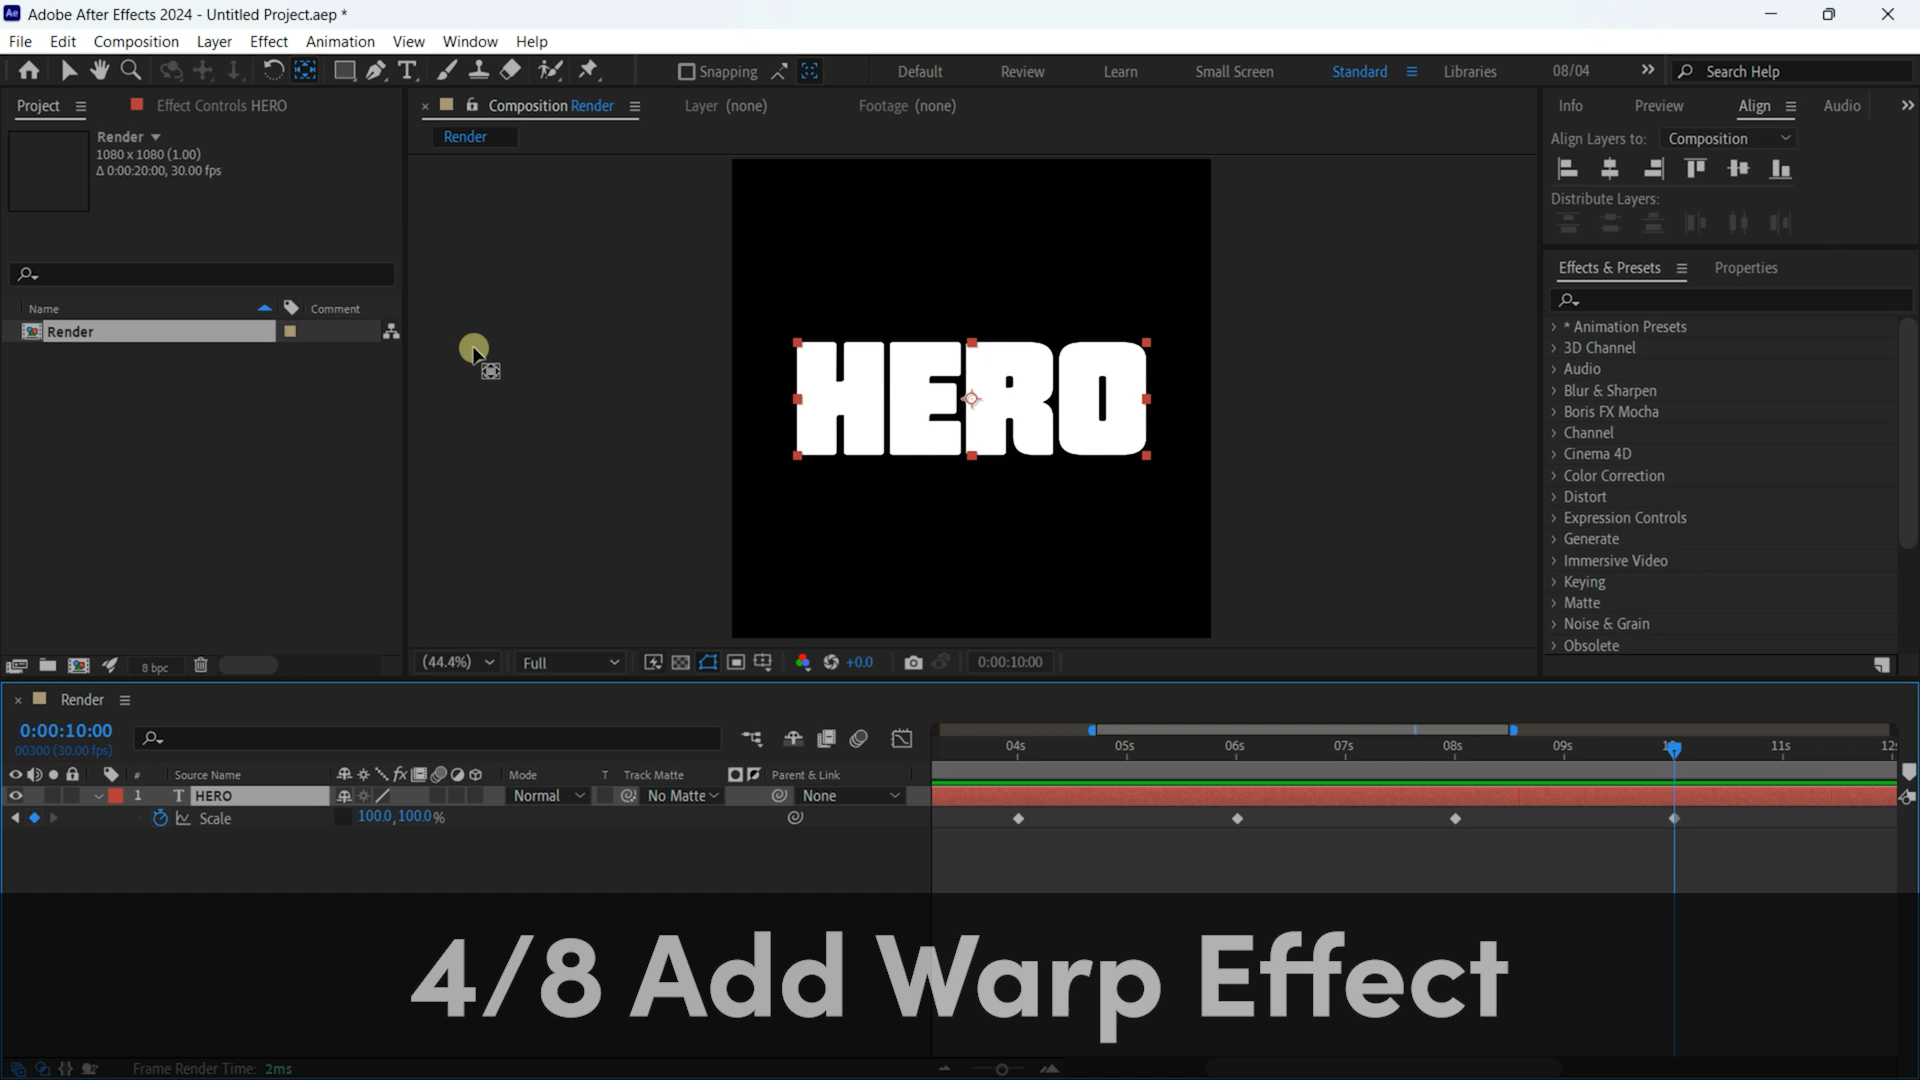 Ae Adobe After Effects 2024 - Untitled Project.aep *
File Edit Composition Layer Effect Animation View Window Help
T Snapping Default Review Learn Small Screen Standard Libraries 08/04 Search Help
Project Effect Controls HERO
Composition Render Layer (none) Footage (none)
Info Preview Align Audio
Render
1080 x 1080 (1.00)
Δ 0:00:20:00, 30.00 fps
Render
Align Layers to: Composition
Distribute Layers:
Name Comment
Render
HERO
Effects & Presets Properties
* Animation Presets
3D Channel
Audio
Blur & Sharpen
Boris FX Mocha
Channel
Cinema 4D
Color Correction
Distort
Expression Controls
Generate
Immersive Video
Keying
Matte
Noise & Grain
Obsolete
8 bpc
(44.4%) Full +0.0 0:00:10:00
Render
0:00:10:00
00300 (30.00 fps)
04s 05s 06s 07s 08s 09s 11s
# Source Name fx Mode T Track Matte Parent & Link
1 T HERO Normal No Matte None
Scale 100.0, 100.0 %
4/8 Add Warp Effect
Frame Render Time: 2ms